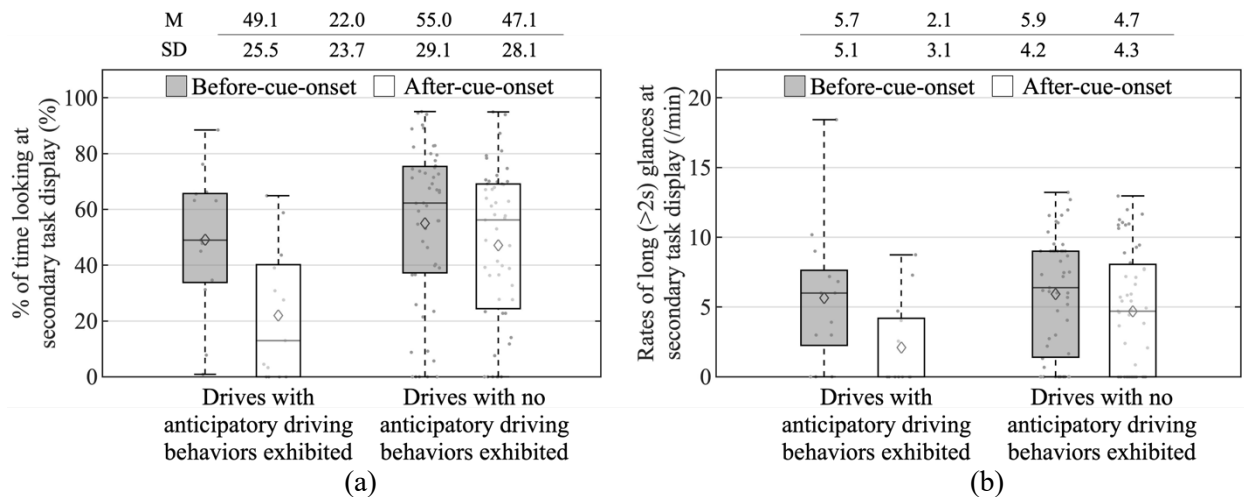 M 49.1 22.0 55.0 47.1
SD 25.5 23.7 29.1 28.1
Before-cue-onset After-cue-onset
% of time looking at
secondary task display (%)
100
80
60
40
20
0
Drives with
anticipatory driving
behaviors exhibited
Drives with no
anticipatory driving
behaviors exhibited
(a)
5.7 2.1 5.9 4.7
5.1 3.1 4.2 4.3
Before-cue-onset After-cue-onset
Rates of long (>2s) glances at
secondary task display (/min)
20
15
10
5
0
Drives with
anticipatory driving
behaviors exhibited
Drives with no
anticipatory driving
behaviors exhibited
(b)